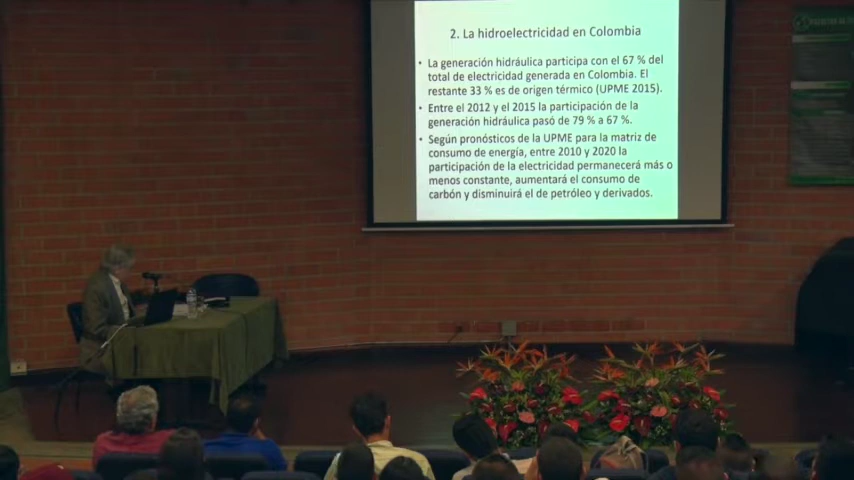 2. La hidroelectricidad en Colombia
• La generación hidráulica participa con el 67 % del
total de electricidad generada en Colombia. El
restante 33 % es de origen térmico (UPME 2015).
• Entre el 2012 y el 2015 la participación de la
generación hidráulica pasó de 79 % a 67 %.
• Según pronósticos de la UPME para la matriz de
consumo de energía, entre 2010 y 2020 la
participación de la electricidad permanecerá más o
menos constante, aumentará el consumo de
carbón y disminuirá el de petróleo y derivados.